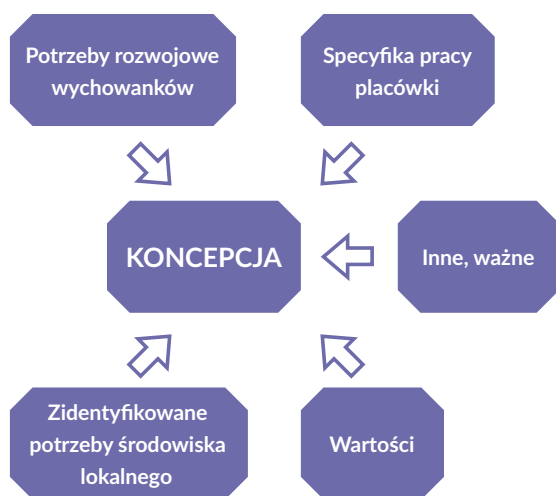 Potrzeby rozwojowe
wychowanków
Specyfika pracy
placówki
KONCEPCJA
Inne, ważne
Zidentyfikowane
potrzeby środowiska
lokalnego
Wartości